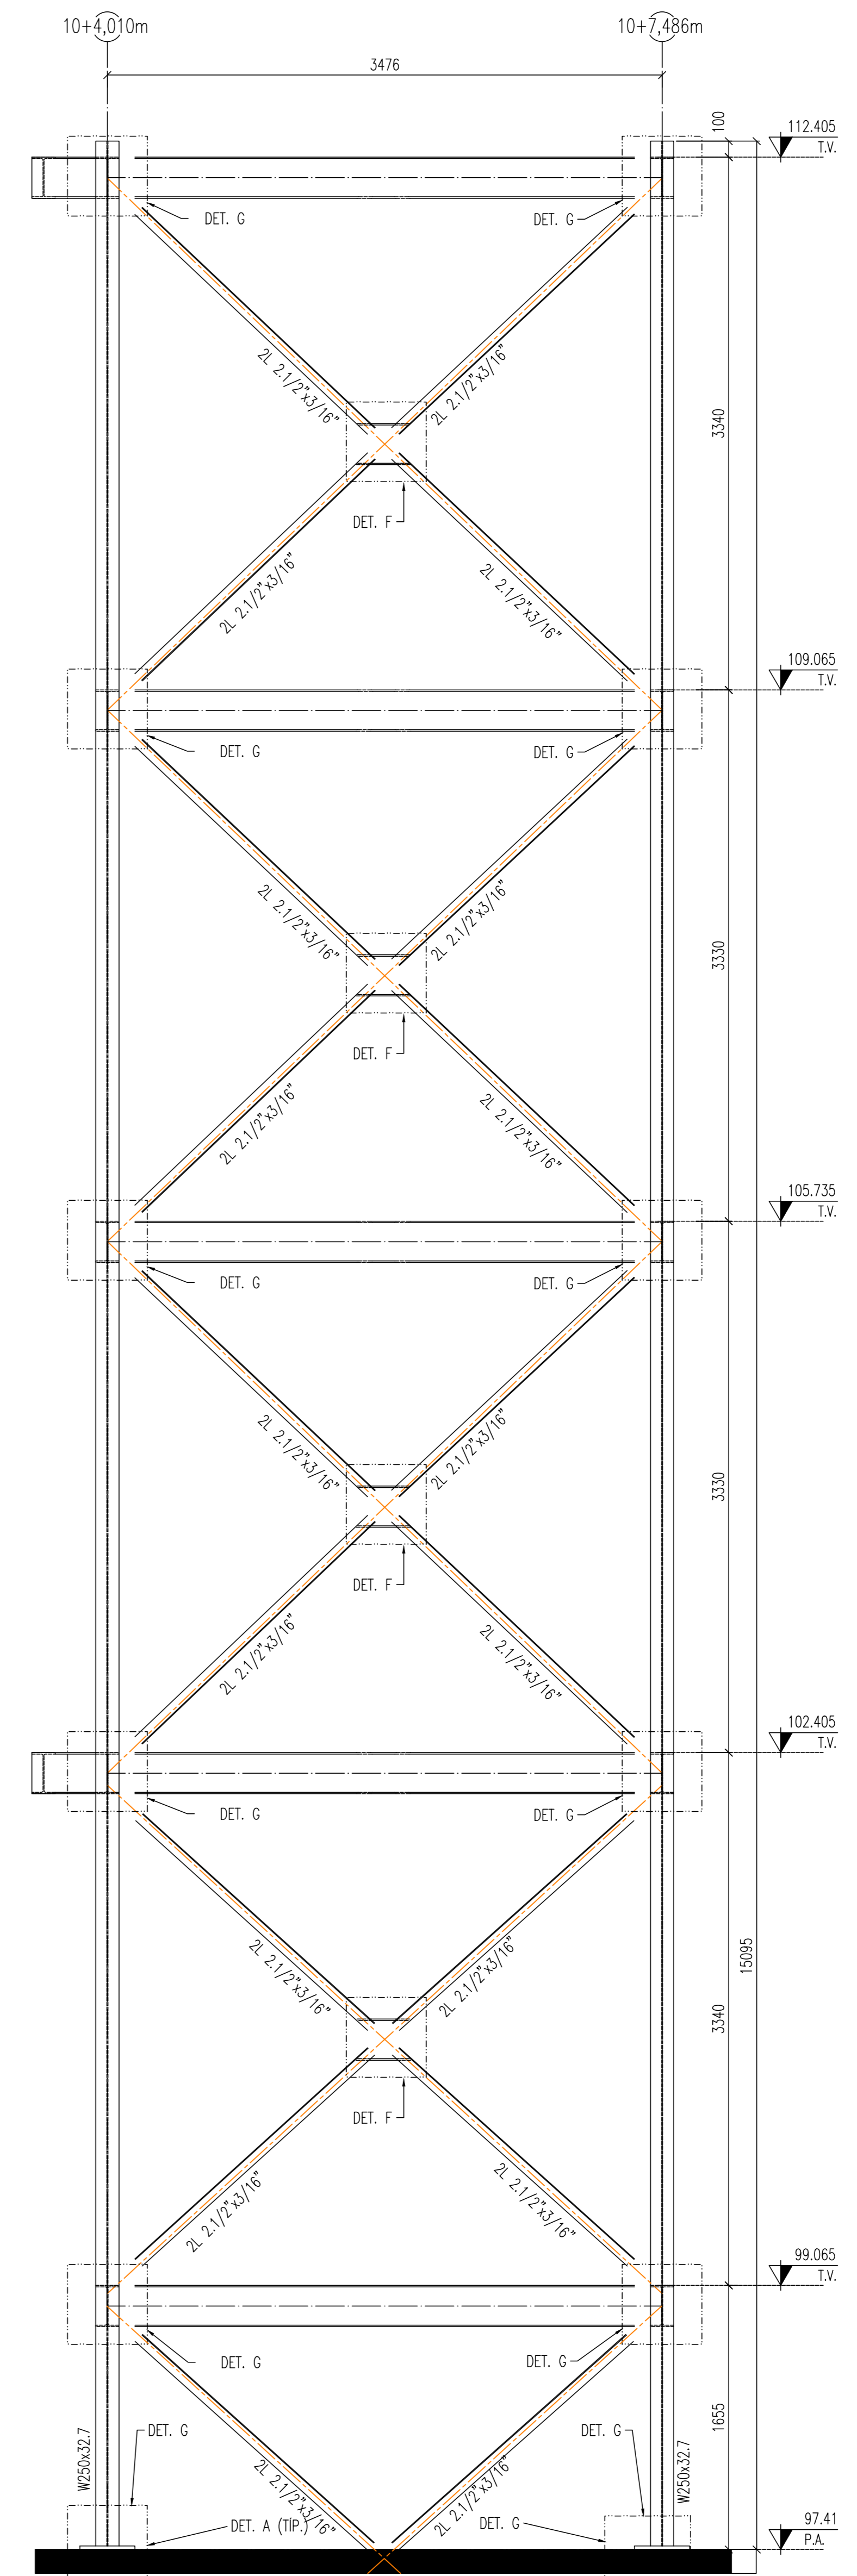 10+4,010m
10+7,486m
3476
100
112.405
T.V.
DET. G
DET. G
2L 2.1/2"x3/16"
2L 2.1/2"x3/16"
3340
DET. F
2L 2.1/2"x3/16"
2L 2.1/2"x3/16"
109.065
T.V.
DET. G
DET. G
2L 2.1/2"x3/16"
2L 2.1/2"x3/16"
3330
DET. F
2L 2.1/2"x3/16"
2L 2.1/2"x3/16"
105.735
T.V.
DET. G
DET. G
2L 2.1/2"x3/16"
2L 2.1/2"x3/16"
3330
DET. F
2L 2.1/2"x3/16"
2L 2.1/2"x3/16"
102.405
T.V.
DET. G
DET. G
15095
2L 2.1/2"x3/16"
2L 2.1/2"x3/16"
3340
DET. F
2L 2.1/2"x3/16"
2L 2.1/2"x3/16"
99.065
T.V.
DET. G
DET. G
1655
W250x32.7
DET. G
DET. G
W250x32.7
2L 2.1/2"x3/16"
2L 2.1/2"x3/16"
DET. A (TÍP.)
DET. G
97.41
P.A.